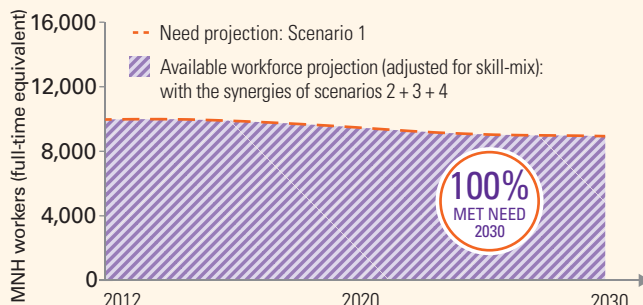 MNH workers (full-time equivalent)
16,000
12,000
8,000
4,000
0
Need projection: Scenario 1
Available workforce projection (adjusted for skill-mix):
with the synergies of scenarios 2 + 3 + 4
100%
MET NEED
2030
2012
2020
2030